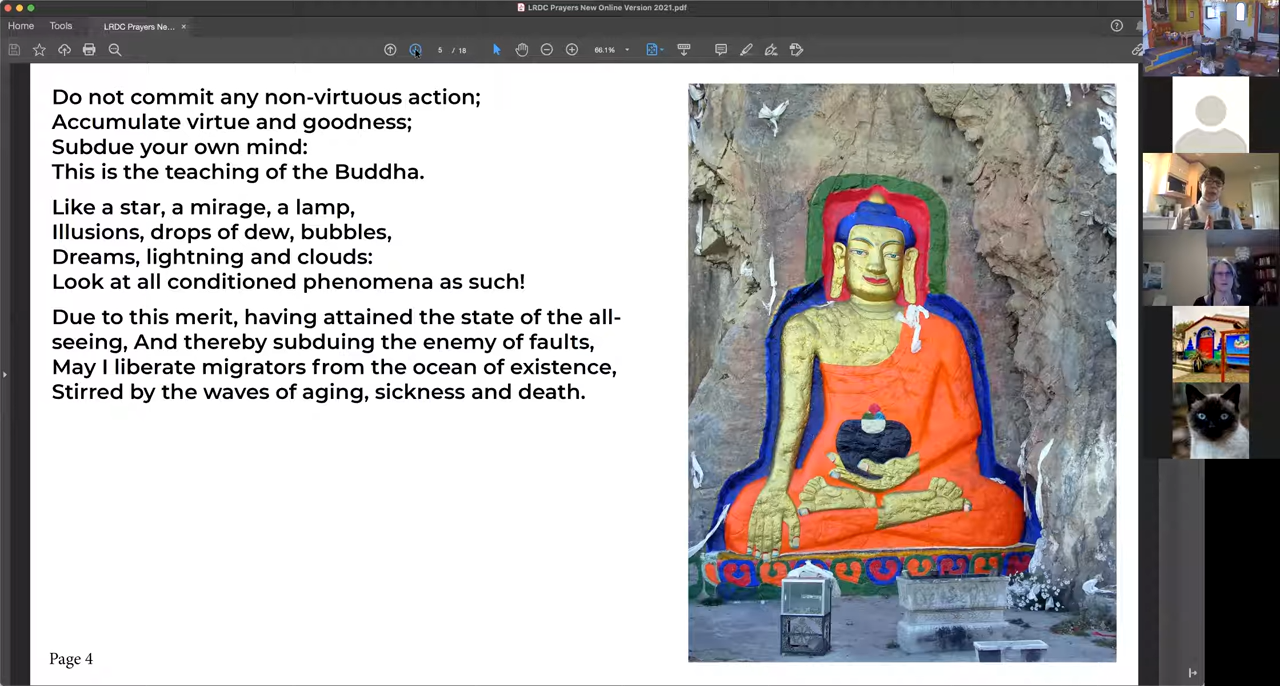 LRDC Prayers New Online Version 2021.pdf
Home
Tools
LRDC Prayers Ne...
5 / 18
66.1%
Do not commit any non-virtuous action;
Accumulate virtue and goodness;
Subdue your own mind:
This is the teaching of the Buddha.
Like a star, a mirage, a lamp,
Illusions, drops of dew, bubbles,
Dreams, lightning and clouds:
Look at all conditioned phenomena as such!
Due to this merit, having attained the state of the all-
seeing, And thereby subduing the enemy of faults,
May I liberate migrators from the ocean of existence,
Stirred by the waves of aging, sickness and death.
Page 4